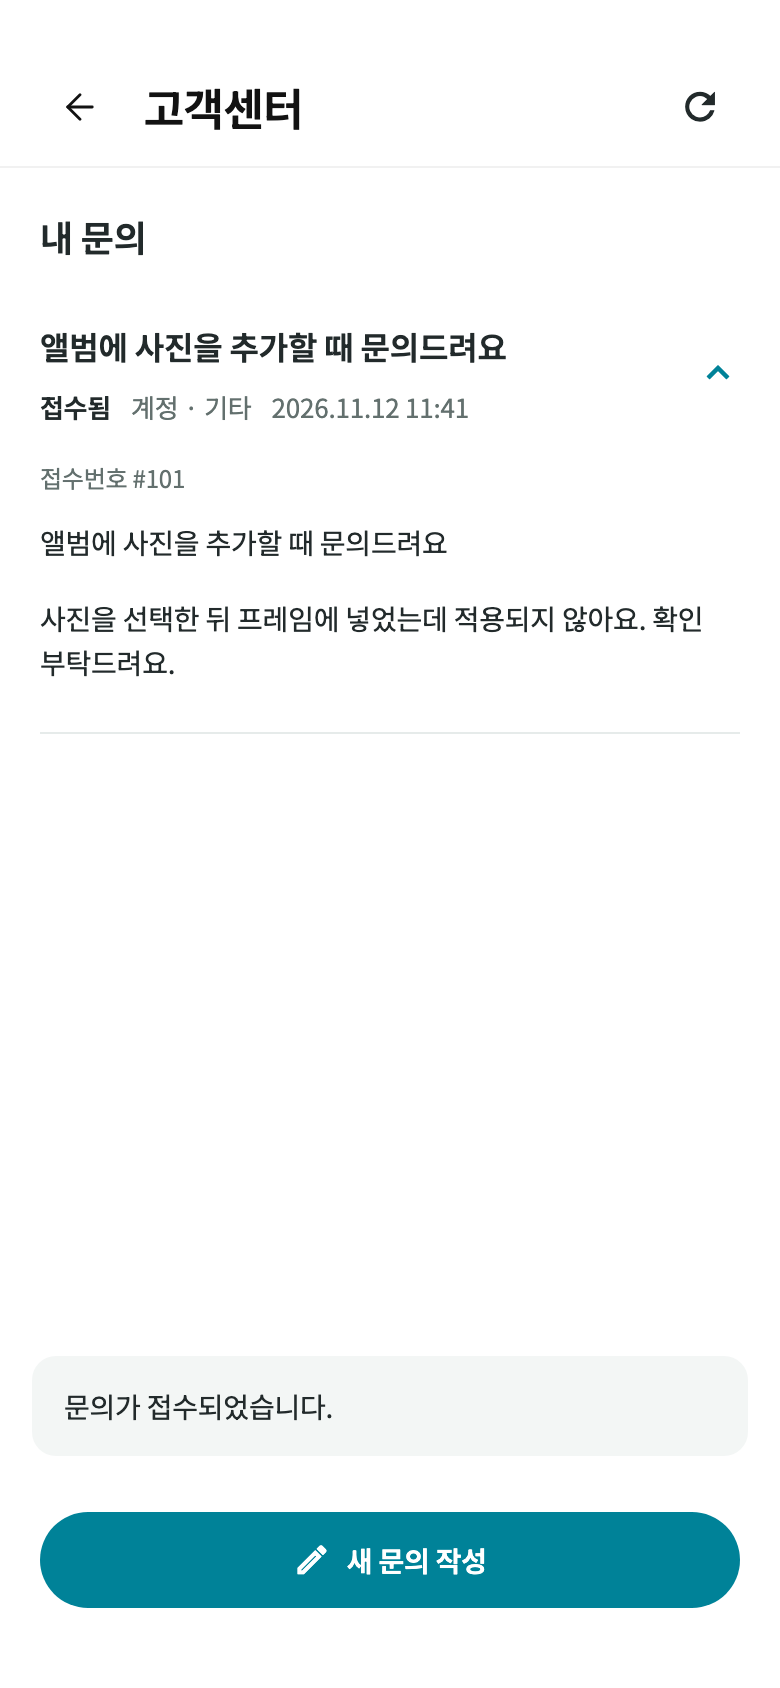 고객센터
내 문의
앨범에 사진을 추가할 때 문의드려요
접수됨 계정 · 기타 2026.11.12 11:41
접수번호 #101
앨범에 사진을 추가할 때 문의드려요
사진을 선택한 뒤 프레임에 넣었는데 적용되지 않아요. 확인
부탁드려요.
문의가 접수되었습니다.
새 문의 작성